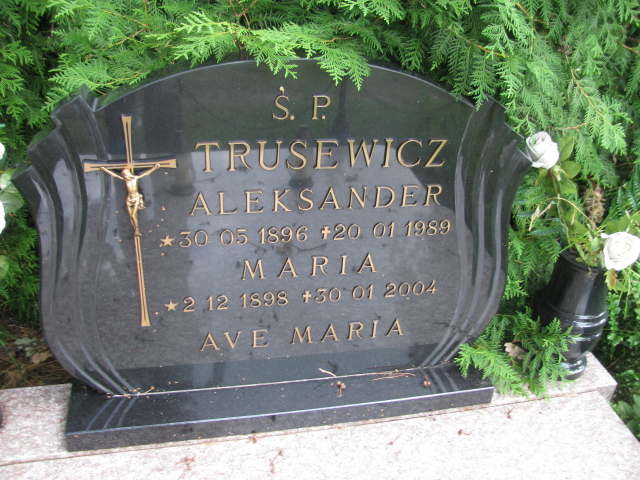 Ś. P.
TRUSEWICZ
ALEKSANDER
★ 30 05 1896 ✝ 20 01 1989
MARIA
★ 2 12 1898 ✝ 30 01 2004
AVE MARIA